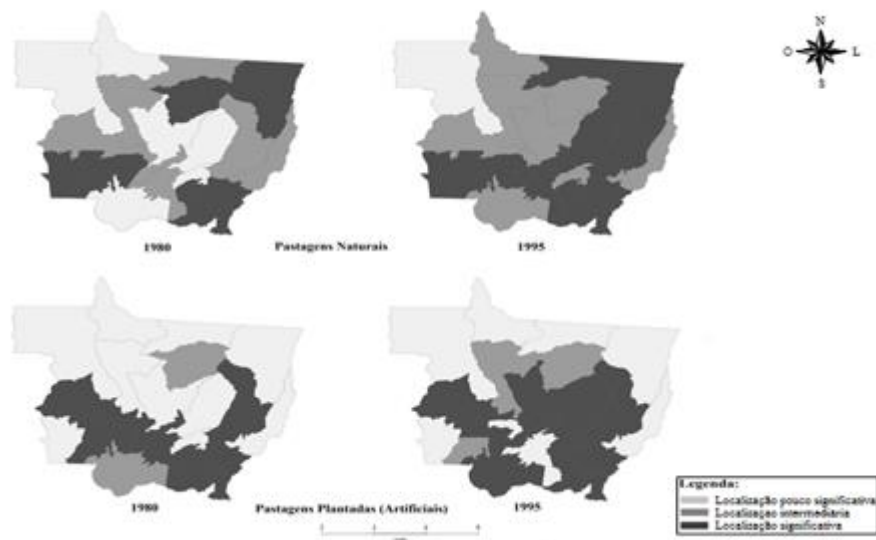 N
O L
S
1980 Pastagens Naturais 1995
1980 Pastagens Plantadas (Artificiais) 1995
Legenda:
Localização pouco significativa
Localização intermediária
Localização significativa